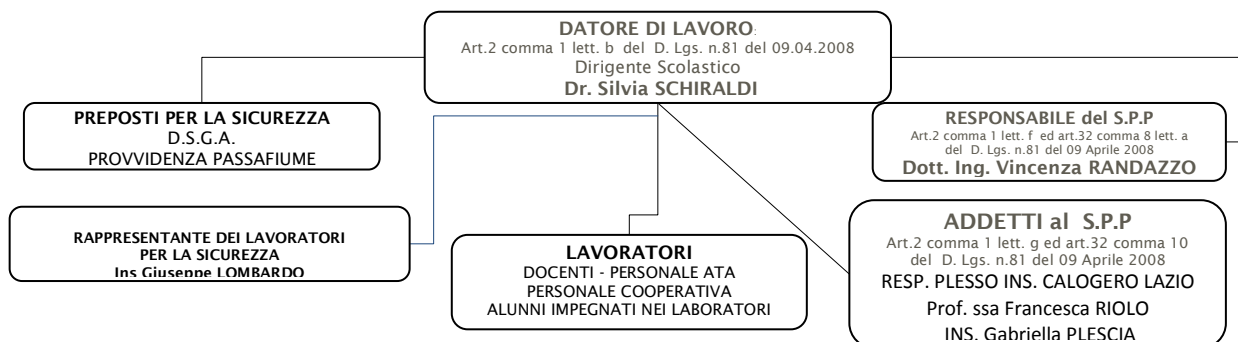 DATORE DI LAVORO:
Art.2 comma 1 lett. b del D. Lgs. n.81 del 09.04.2008
Dirigente Scolastico
Dr. Silvia SCHIRALDI
PREPOSTI PER LA SICUREZZA
D.S.G.A.
PROVVIDENZA PASSAFIUME
RESPONSABILE del S.P.P
Art.2 comma 1 lett. f ed art.32 comma 8 lett. a
del D. Lgs. n.81 del 09 Aprile 2008
Dott. Ing. Vincenza RANDAZZO
RAPPRESENTANTE DEI LAVORATORI
PER LA SICUREZZA
Ins Giuseppe LOMBARDO
LAVORATORI
DOCENTI - PERSONALE ATA
PERSONALE COOPERATIVA
ALUNNI IMPEGNATI NEI LABORATORI
ADDETTI al S.P.P
Art.2 comma 1 lett. g ed art.32 comma 10
del D. Lgs. n.81 del 09 Aprile 2008
RESP. PLESSO INS. CALOGERO LAZIO
Prof. ssa Francesca RIOLO
INS. Gabriella PLESCIA